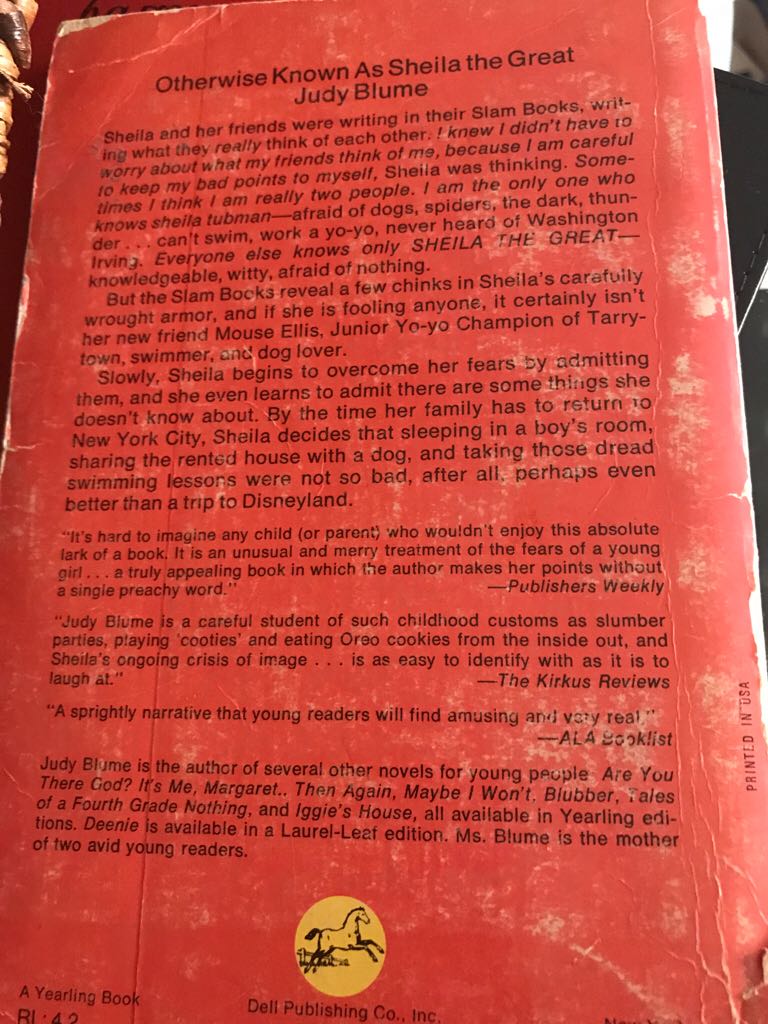 Otherwise Known As Sheila the Great
Judy Blume
Sheila and her friends were writing in their Slam Books, writ-
ing what they really think of each other. I knew I didn't have to
worry about what my friends think of me, because I am careful
to keep my bad points to myself, Sheila was thinking. Some-
times I think I am really two people. I am the only one who
knows sheila tubman—afraid of dogs, spiders, the dark, thun-
der . . . can't swim, work a yo-yo, never heard of Washington
Irving. Everyone else knows only SHEILA THE GREAT—
knowledgeable, witty, afraid of nothing.
But the Slam Books reveal a few chinks in Sheila's carefully
wrought armor, and if she is fooling anyone, it certainly isn't
her new friend Mouse Ellis, Junior Yo-yo Champion of Tarry-
town, swimmer, and dog lover.
Slowly, Sheila begins to overcome her fears by admitting
them, and she even learns to admit there are some things she
doesn't know about. By the time her family has to return to
New York City, Sheila decides that sleeping in a boy's room,
sharing the rented house with a dog, and taking those dread
swimming lessons were not so bad, after all, perhaps even
better than a trip to Disneyland.
"It's hard to imagine any child (or parent) who wouldn't enjoy this absolute
lark of a book. It is an unusual and merry treatment of the fears of a young
girl . . . a truly appealing book in which the author makes her points without
a single preachy word." —Publishers Weekly
"Judy Blume is a careful student of such childhood customs as slumber
parties, playing 'cooties' and eating Oreo cookies from the inside out, and
Sheila's ongoing crisis of image . . . is as easy to identify with as it is to
laugh at." —The Kirkus Reviews
"A sprightly narrative that young readers will find amusing and very real."
—ALA Booklist
Judy Blume is the author of several other novels for young people: Are You
There God? It's Me, Margaret.. Then Again, Maybe I Won't, Blubber, Tales
of a Fourth Grade Nothing, and Iggie's House, all available in Yearling edi-
tions. Deenie is available in a Laurel-Leaf edition. Ms. Blume is the mother
of two avid young readers.
PRINTED IN USA
A Yearling Book
RL: 4.2
Dell Publishing Co., Inc.